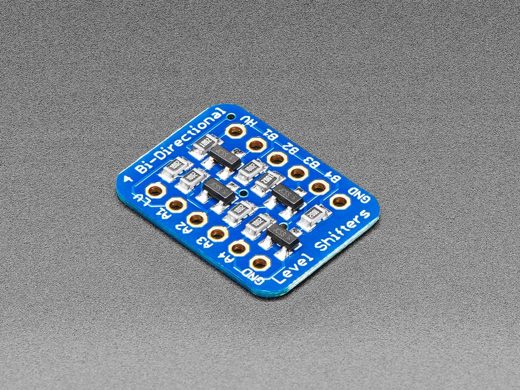 4 Bi-Directional
HV B1 B2 B3 B4 GND
LV A1 A2 A3 A4 GND
Level Shifters